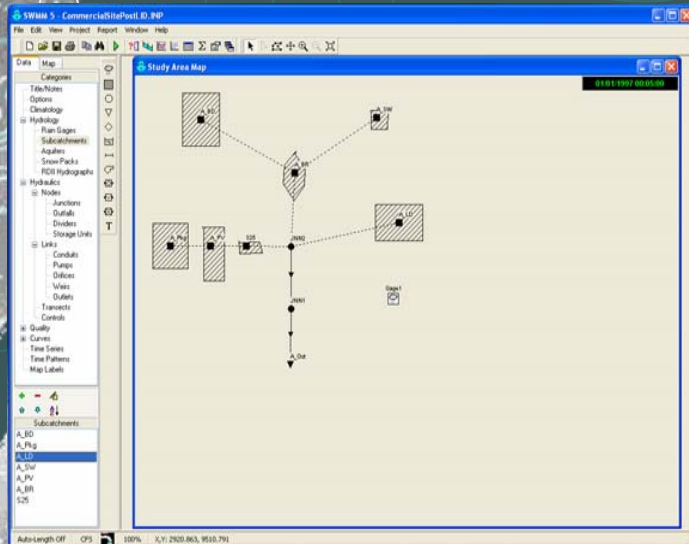 SWMM 5 - CommercialSitePostLID.INP
File Edit View Project Report Window Help
Data Map
Categories
Title/Notes
Options
Climatology
Hydrology
Rain Gages
Subcatchments
Aquifers
Snow Packs
RDII Hydrographs
Hydraulics
Nodes
Junctions
Outfalls
Dividers
Storage Units
Links
Conduits
Pumps
Orifices
Weirs
Outlets
Transects
Controls
Quality
Curves
Time Series
Time Patterns
Map Labels
Subcatchments
A_BD
A_Pkg
A_LD
A_SW
A_PV
A_BR
S25
T
Study Area Map
01/01/1997 00:05:00
A_BD
A_SW
A_BR
A_LD
A_Pkg
A_PV
S25
JNN2
Gage1
JNN1
A_Out
Auto-Length Off CFS 100% X,Y: 2920.863, 9510.791